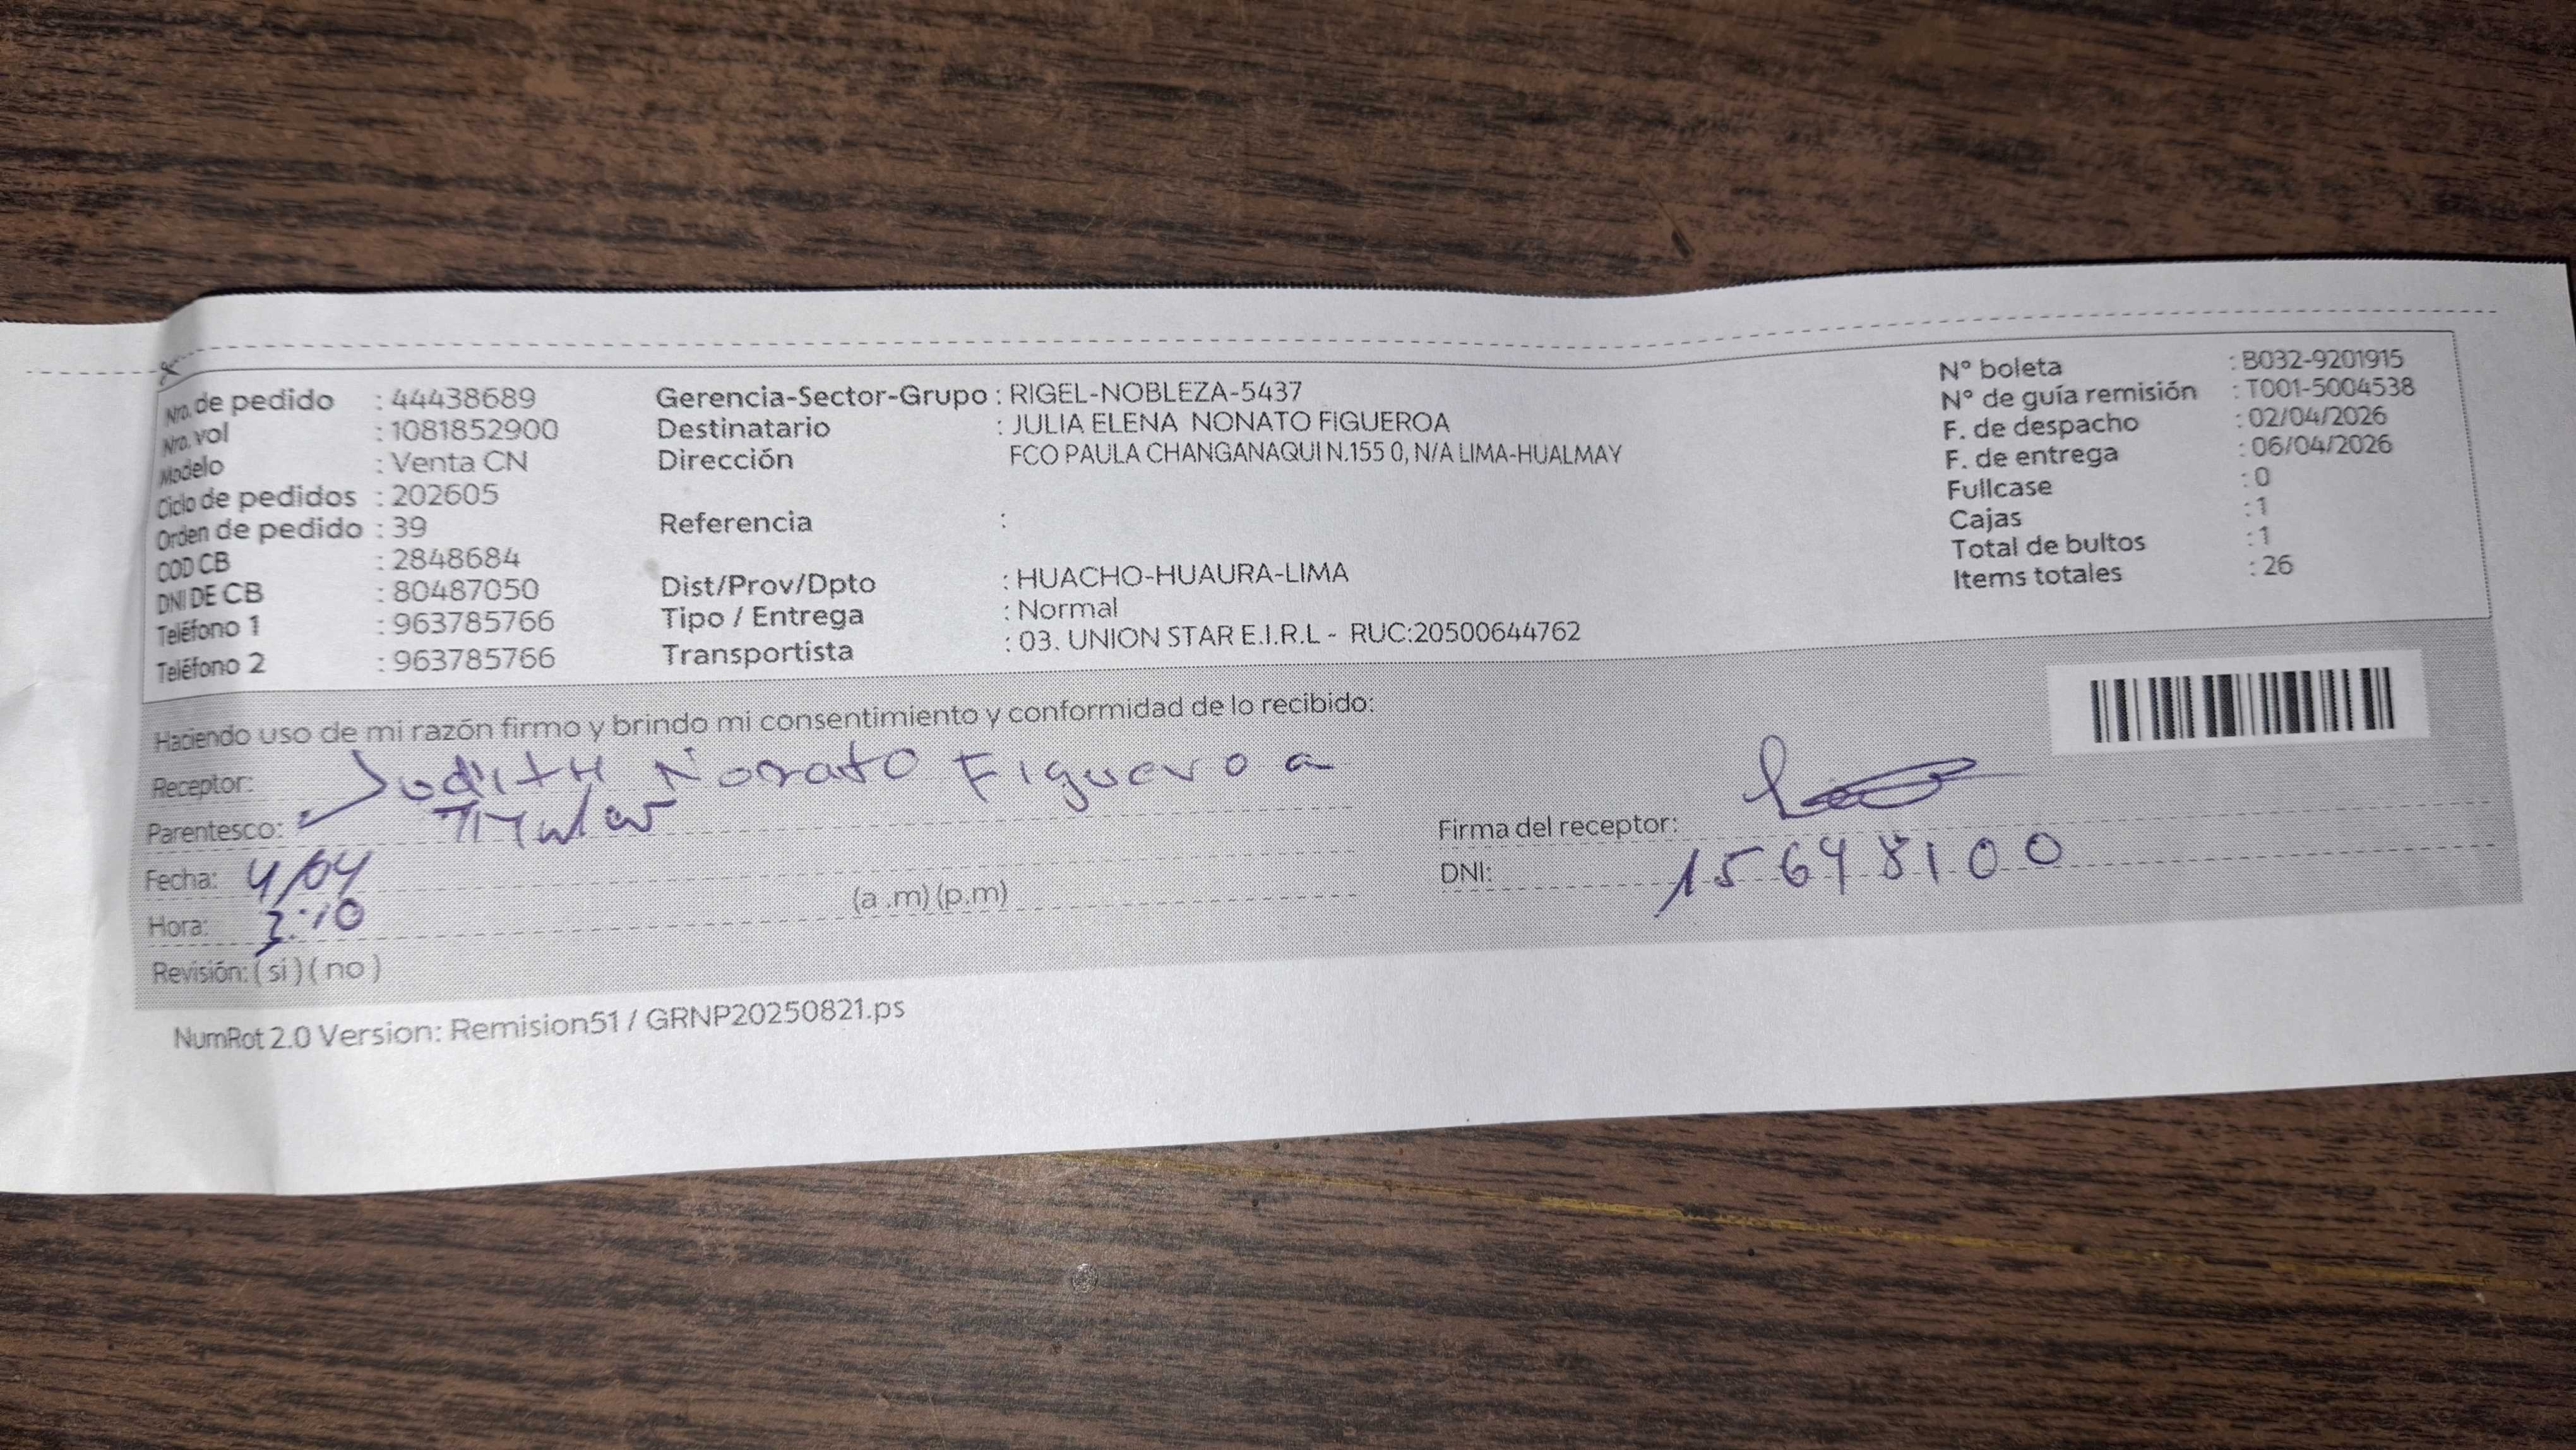 Nro. de pedido : 44438689
Nro. vol : 1081852900
Modelo : Venta CN
Ciclo de pedidos : 202605
Orden de pedido : 39
COD CB : 2848684
DNI DE CB : 80487050
Teléfono 1 : 963785766
Teléfono 2 : 963785766
Gerencia-Sector-Grupo : RIGEL-NOBLEZA-5437
Destinatario : JULIA ELENA NONATO FIGUEROA
Dirección FCO PAULA CHANGANAQUI N.155 0, N/A LIMA-HUALMAY
Referencia :
Dist/Prov/Dpto : HUACHO-HUAURA-LIMA
Tipo / Entrega : Normal
Transportista : 03. UNION STAR E.I.R.L - RUC:20500644762
N° boleta : B032-9201915
N° de guía remisión : T001-5004538
F. de despacho : 02/04/2026
F. de entrega : 06/04/2026
Fullcase : 0
Cajas : 1
Total de bultos : 1
Items totales : 26
Haciendo uso de mi razón firmo y brindo mi consentimiento y conformidad de lo recibido:
Receptor: Judith Nonato Figueroa
Parentesco: Titular
Fecha: 4/04
Hora: 3:10 (a .m) (p.m)
Revisión: ( si ) ( no )
Firma del receptor:
DNI: 15648100
NumRot 2.0 Version: Remision51 / GRNP20250821.ps